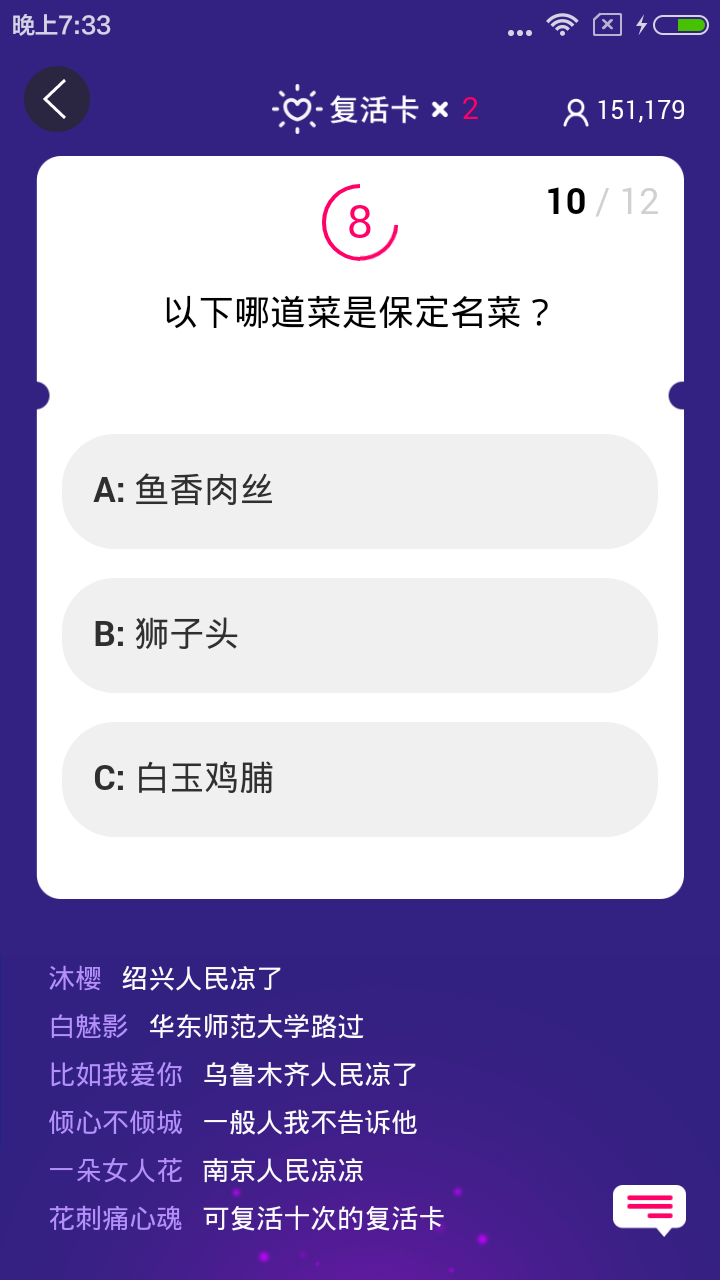 晚上7:33
复活卡 × 2
151,179
8
10 / 12
以下哪道菜是保定名菜？
A: 鱼香肉丝
B: 狮子头
C: 白玉鸡脯
沐樱 绍兴人民凉了
白魅影 华东师范大学路过
比如我爱你 乌鲁木齐人民凉了
倾心不倾城 一般人我不告诉他
一朵女人花 南京人民凉凉
花刺痛心魂 可复活十次的复活卡